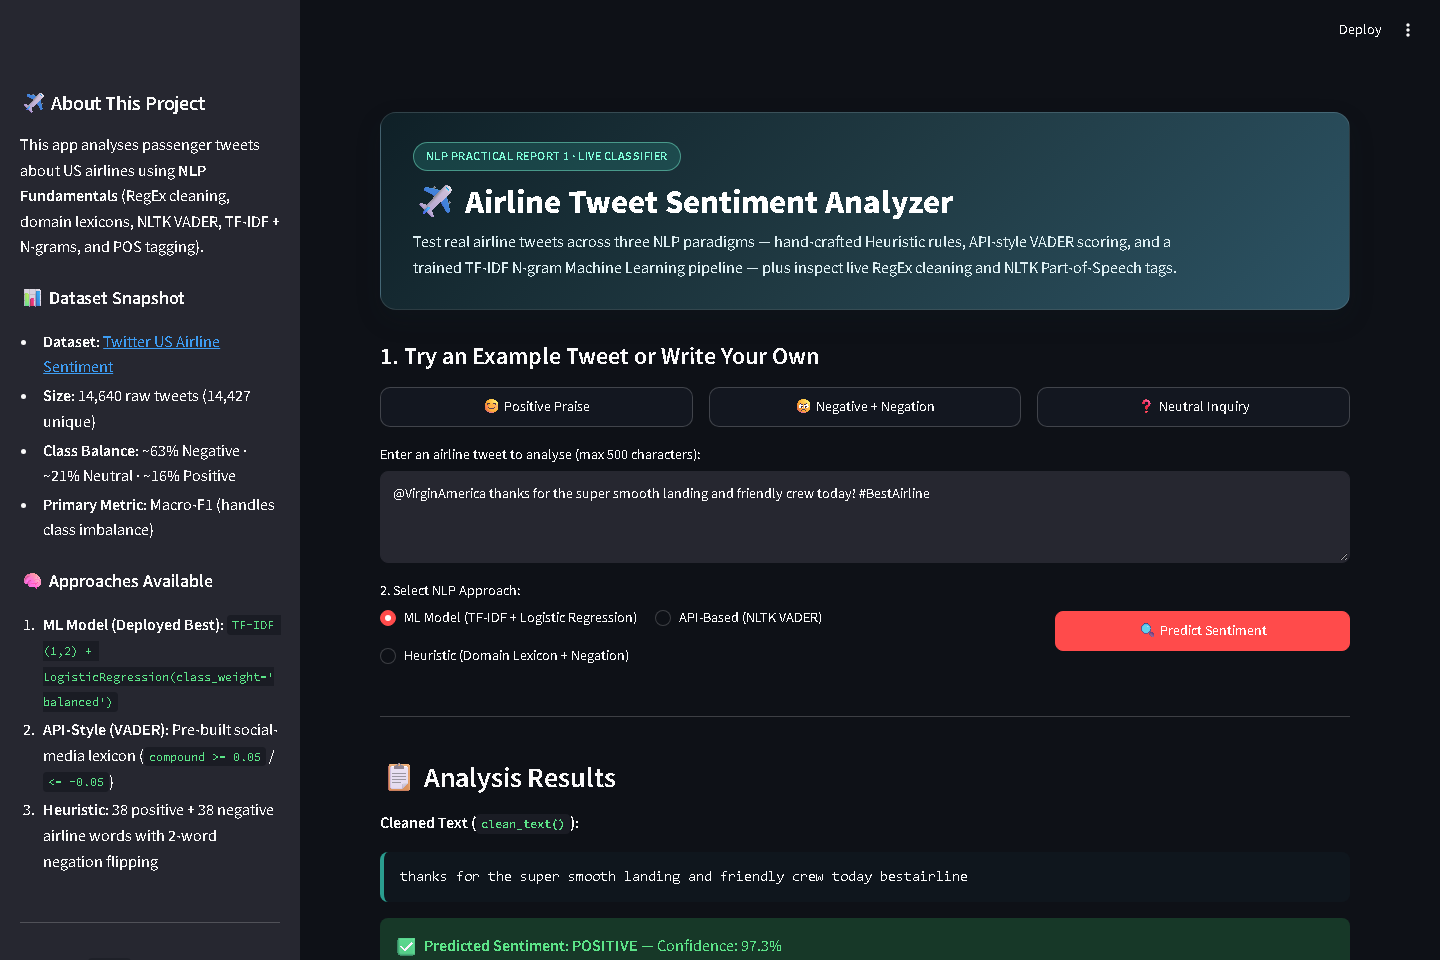 Deploy
✈️ About This Project
This app analyses passenger tweets
about US airlines using NLP
Fundamentals (RegEx cleaning,
domain lexicons, NLTK VADER, TF-IDF +
N-grams, and POS tagging).
📊 Dataset Snapshot
• Dataset: Twitter US Airline
Sentiment
• Size: 14,640 raw tweets (14,427
unique)
• Class Balance: ~63% Negative ·
~21% Neutral · ~16% Positive
• Primary Metric: Macro-F1 (handles
class imbalance)
🧠 Approaches Available
1. ML Model (Deployed Best): TF-IDF
(1,2) +
LogisticRegression(class_weight='
balanced')
2. API-Style (VADER): Pre-built social-
media lexicon ( compound >= 0.05 /
<= -0.05 )
3. Heuristic: 38 positive + 38 negative
airline words with 2-word
negation flipping
NLP PRACTICAL REPORT 1 · LIVE CLASSIFIER
✈️ Airline Tweet Sentiment Analyzer
Test real airline tweets across three NLP paradigms — hand-crafted Heuristic rules, API-style VADER scoring, and a
trained TF-IDF N-gram Machine Learning pipeline — plus inspect live RegEx cleaning and NLTK Part-of-Speech tags.
1. Try an Example Tweet or Write Your Own
😊 Positive Praise
😡 Negative + Negation
❓ Neutral Inquiry
Enter an airline tweet to analyse (max 500 characters):
@VirginAmerica thanks for the super smooth landing and friendly crew today! #BestAirline
2. Select NLP Approach:
ML Model (TF-IDF + Logistic Regression)
API-Based (NLTK VADER)
Heuristic (Domain Lexicon + Negation)
🔍 Predict Sentiment
📋 Analysis Results
Cleaned Text ( clean_text() ):
thanks for the super smooth landing and friendly crew today bestairline
✅ Predicted Sentiment: POSITIVE — Confidence: 97.3%